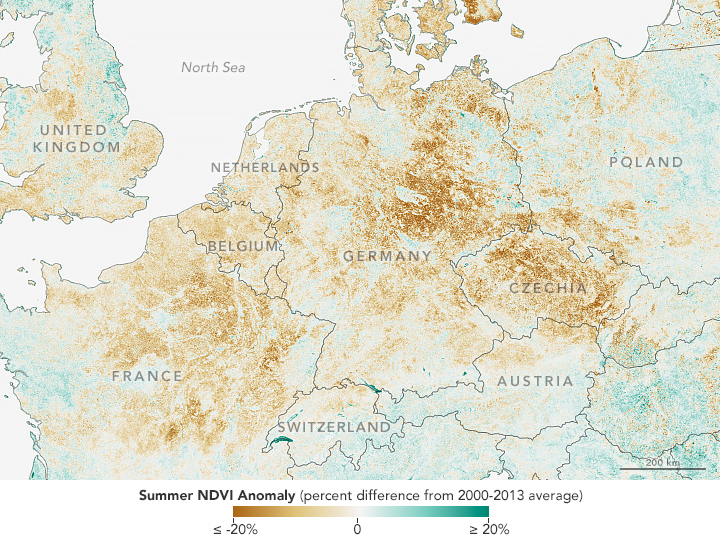 North Sea
UNITED
KINGDOM
NETHERLANDS
POLAND
BELGIUM
GERMANY
CZECHIA
FRANCE
AUSTRIA
SWITZERLAND
200 km
Summer NDVI Anomaly (percent difference from 2000-2013 average)
≤ -20% 0 ≥ 20%